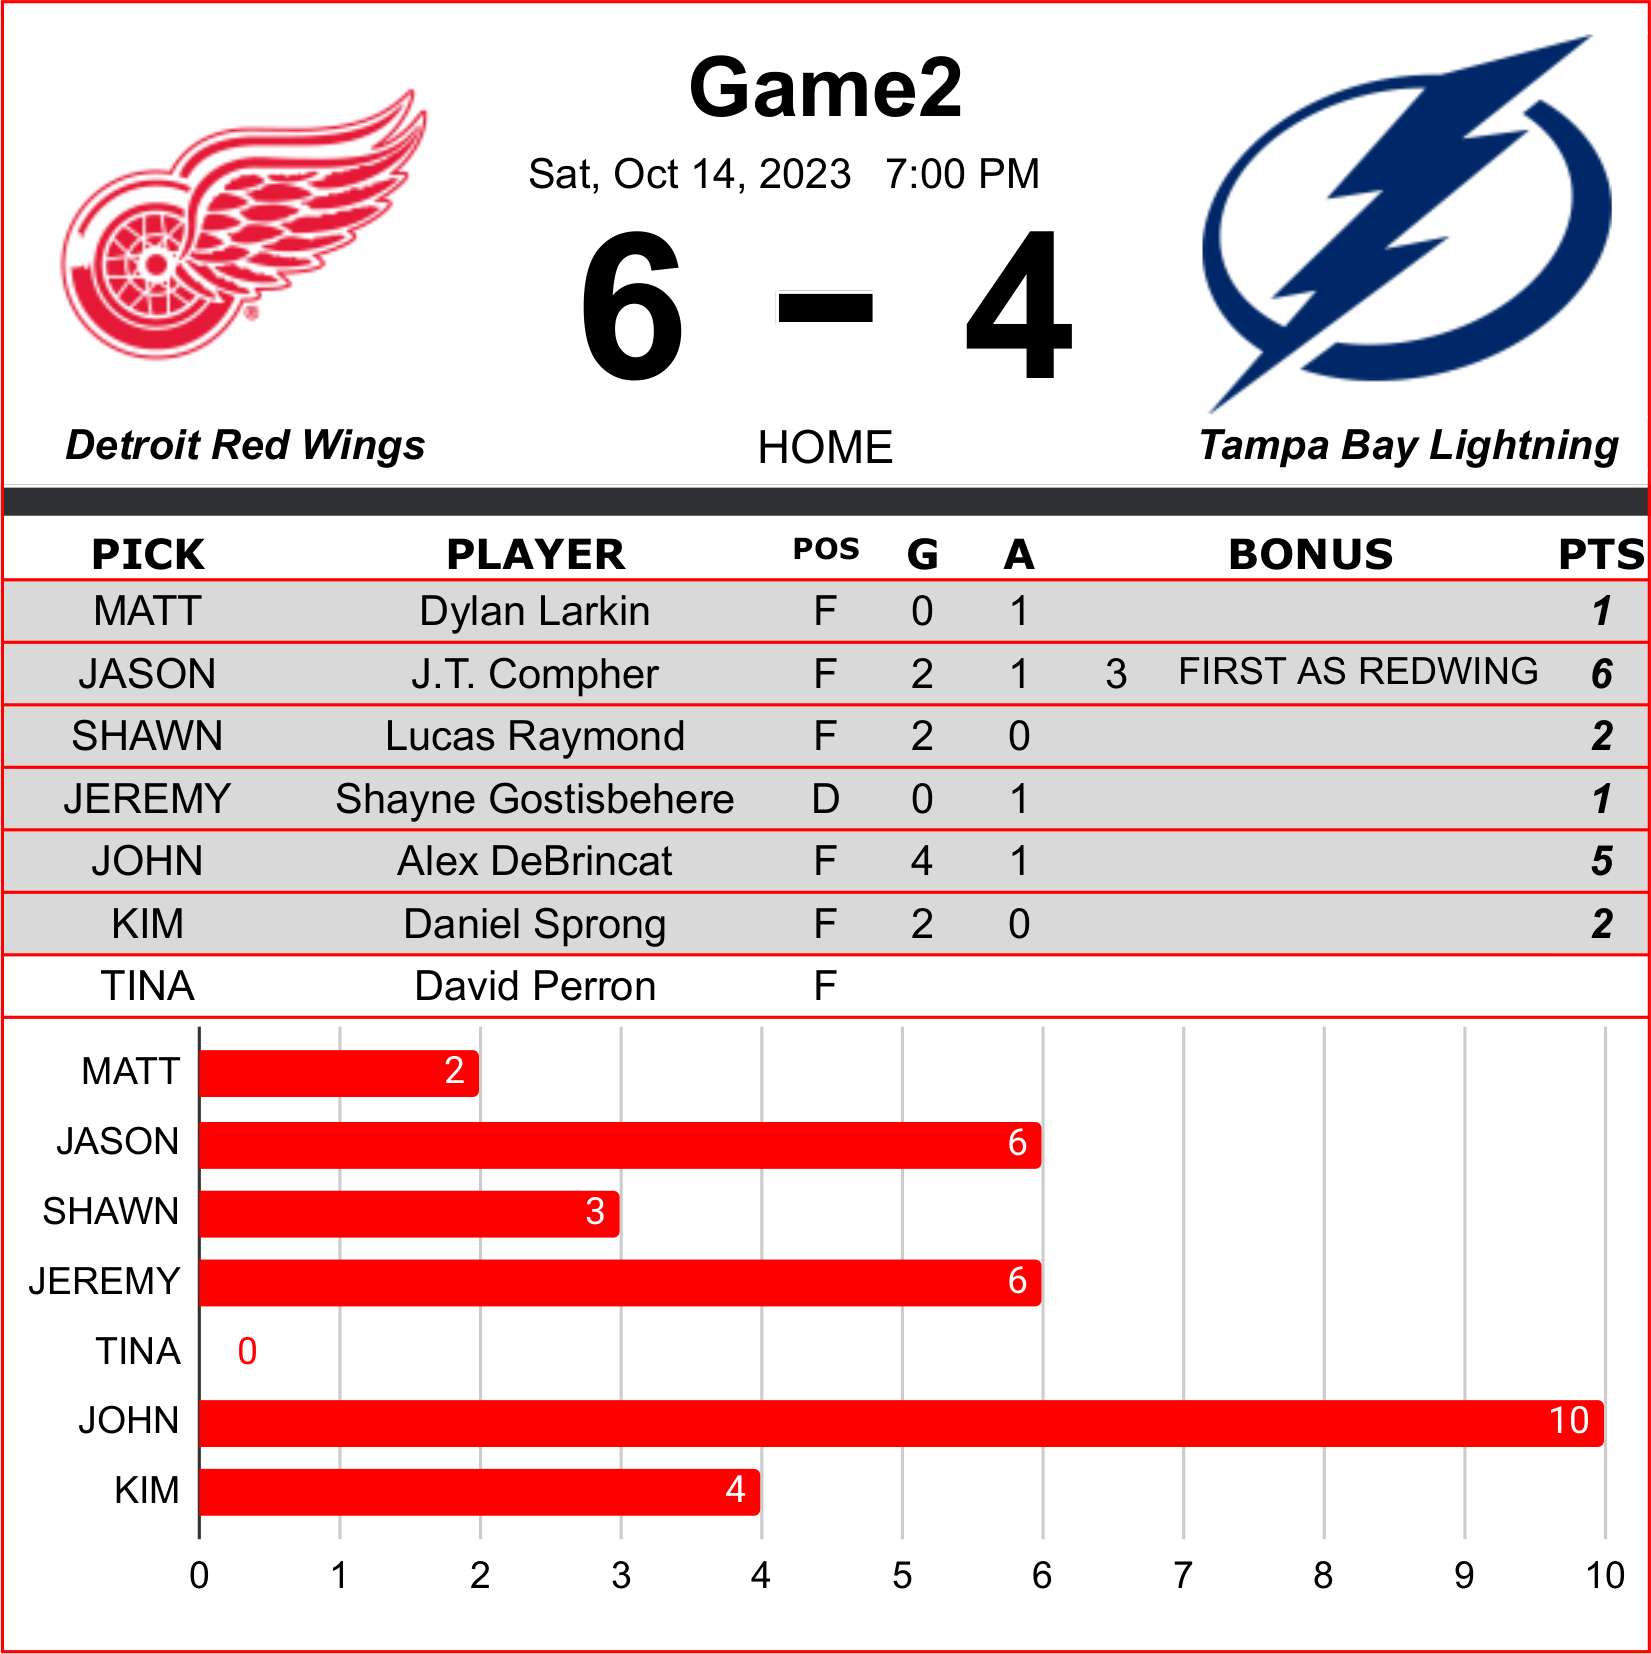 Game2
Sat, Oct 14, 2023 7:00 PM
6 – 4
Detroit Red Wings HOME Tampa Bay Lightning
PICK PLAYER POS G A BONUS PTS
MATT Dylan Larkin F 0 1 1
JASON J.T. Compher F 2 1 3 FIRST AS REDWING 6
SHAWN Lucas Raymond F 2 0 2
JEREMY Shayne Gostisbehere D 0 1 1
JOHN Alex DeBrincat F 4 1 5
KIM Daniel Sprong F 2 0 2
TINA David Perron F
MATT 2
JASON 6
SHAWN 3
JEREMY 6
TINA 0
JOHN 10
KIM 4
0 1 2 3 4 5 6 7 8 9 10